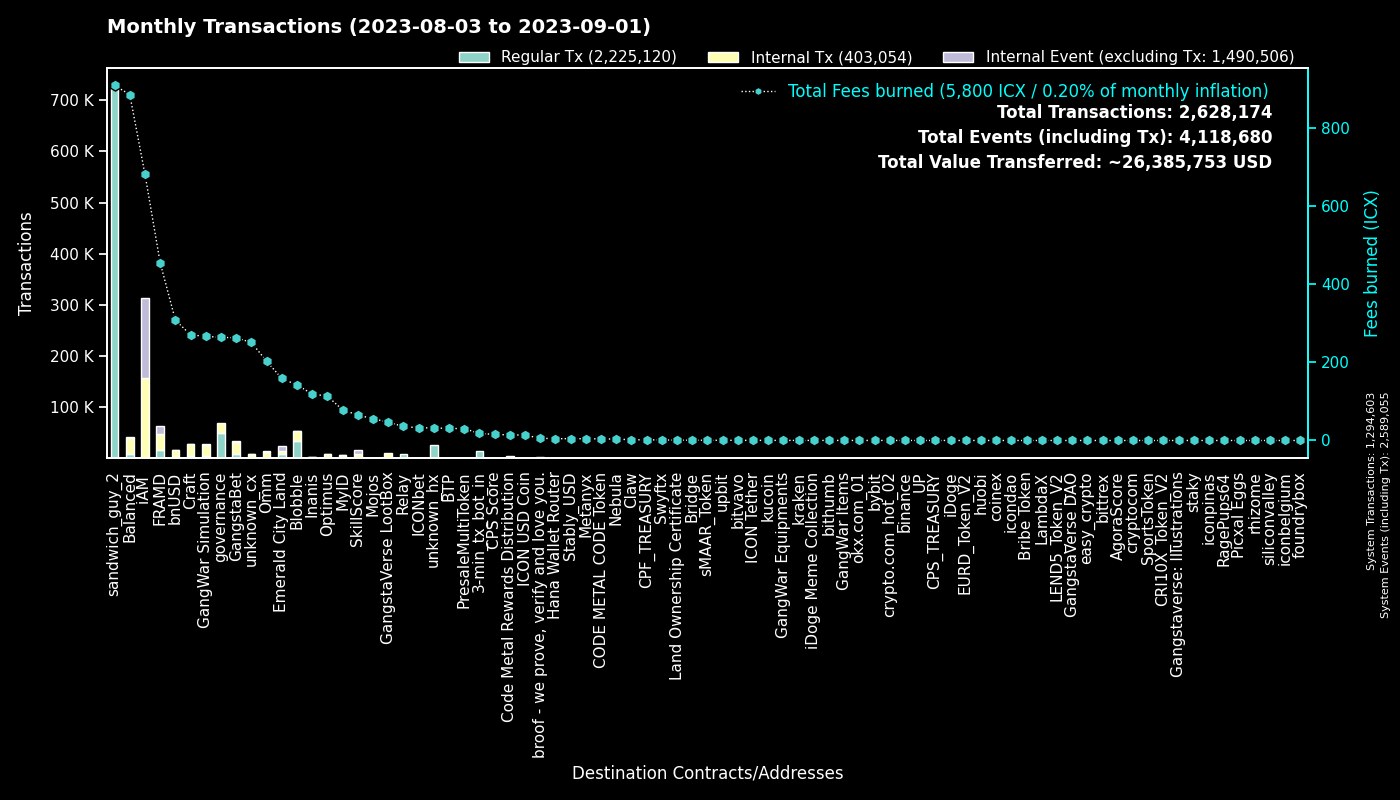 Monthly Transactions (2023-08-03 to 2023-09-01)
Regular Tx (2,225,120)
Internal Tx (403,054)
Internal Event (excluding Tx: 1,490,506)
Total Fees burned (5,800 ICX / 0.20% of monthly inflation)
Total Transactions: 2,628,174
Total Events (including Tx): 4,118,680
Total Value Transferred: ~26,385,753 USD
Transactions
700 K
600 K
500 K
400 K
300 K
200 K
100 K
800
600
400
200
0
Fees burned (ICX)
System Transactions: 1,294,603
System Events (including Tx): 2,589,055
sandwich_guy_2
Balanced
IAM
FRAMD
bnUSD
Craft
GangWar Simulation
governance
GangstaBet
unknown_cx
Omm
Emerald City Land
Blobble
Inanis
Optimus
MyID
SkillScore
Mojos
GangstaVerse LootBox
Relay
ICONbet
unknown_hx
BTP
PresaleMultiToken
3-min_tx_bot_in
CPS_Score
Code Metal Rewards Distribution
ICON USD Coin
broof - we prove, verify and love you.
Hana Wallet Router
Stably_USD
Metanyx
CODE METAL CODE Token
Nebula
Claw
CPF_TREASURY
Swyftx
Land Ownership Certificate
Bridge
sMAAR_Token
upbit
bitvavo
ICON Tether
kucoin
GangWar Equipments
kraken
iDoge Meme Collection
bithumb
GangWar Items
okx.com_01
bybit
crypto.com_hot_02
binance
UP
CPS_TREASURY
iDoge
EURD_Token_V2
huobi
coinex
icondao
Bribe Token
LambdaX
LEND5_Token_V2
GangstaVerse DAO
easy_crypto
bittrex
AgoraScore
cryptocom
SportsToken
CRI10X_Token_V2
Gangstaverse: Illustrations
staky
iconpinas
RagePups64
Picxal Eggs
rhizome
siliconvalley
iconbelgium
foundrybox
Destination Contracts/Addresses